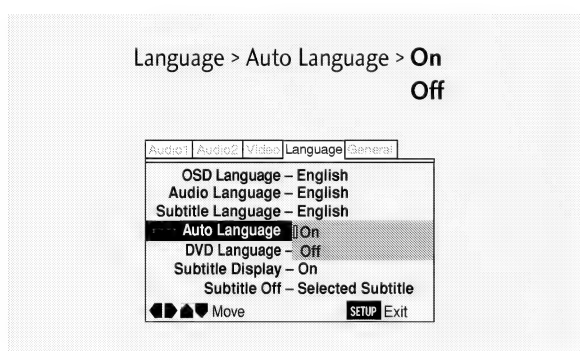 Language > Auto Language > On
Off
Audio1 Audio2 Video Language General
OSD Language – English
Audio Language – English
Subtitle Language – English
Auto Language On
DVD Language – Off
Subtitle Display – On
Subtitle Off – Selected Subtitle
Move SETUP Exit